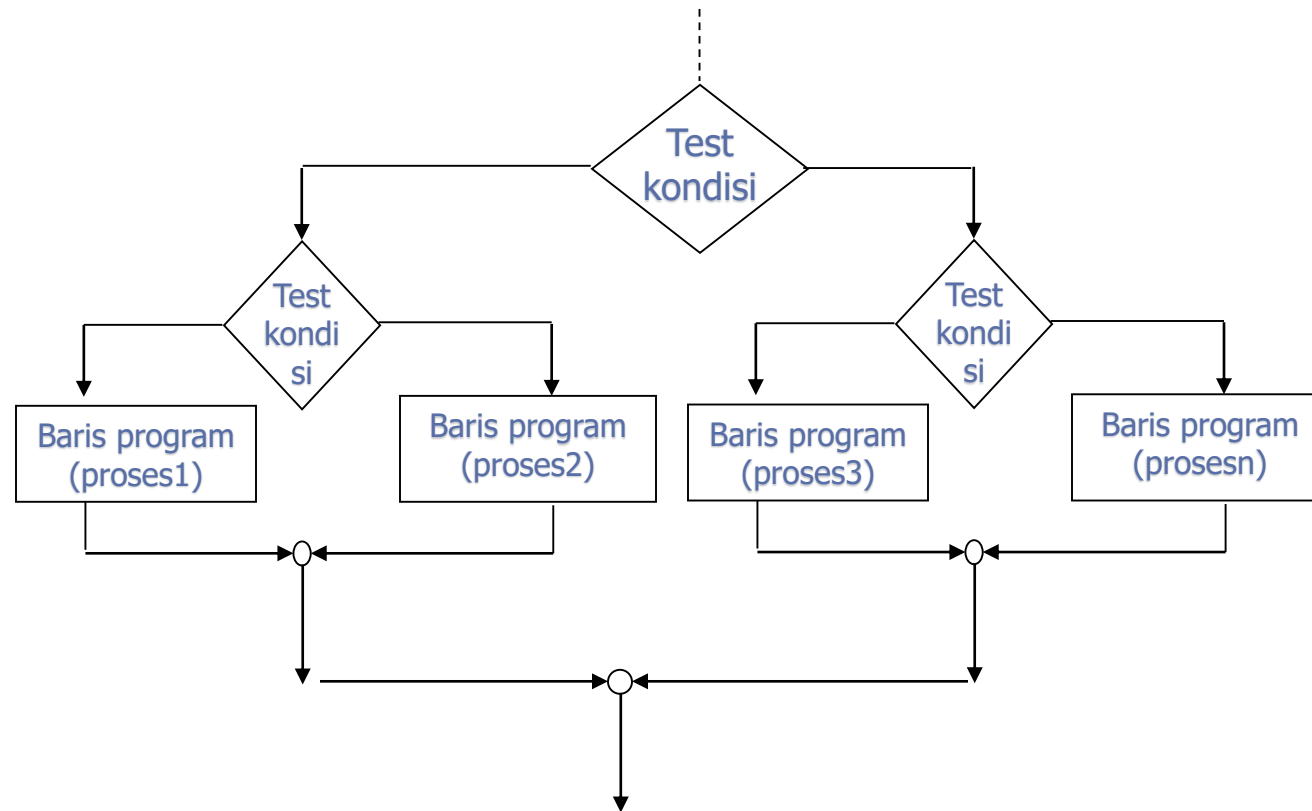 Test
kondisi
Test
kondi
si
Test
kondi
si
Baris program
(proses1)
Baris program
(proses2)
Baris program
(proses3)
Baris program
(prosesn)